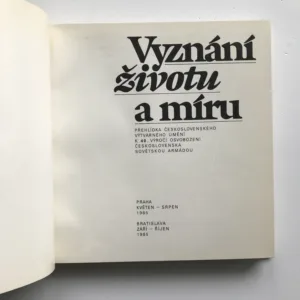 Vyznání
životu
a míru
PŘEHLÍDKA ČESKOSLOVENSKÉHO
VÝTVARNÉHO UMĚNÍ
K 40. VÝROČÍ OSVOBOZENÍ
ČESKOSLOVENSKA
SOVĚTSKOU ARMÁDOU
PRAHA
KVĚTEN – SRPEN
1985
BRATISLAVA
ZÁŘÍ – ŘÍJEN
1985